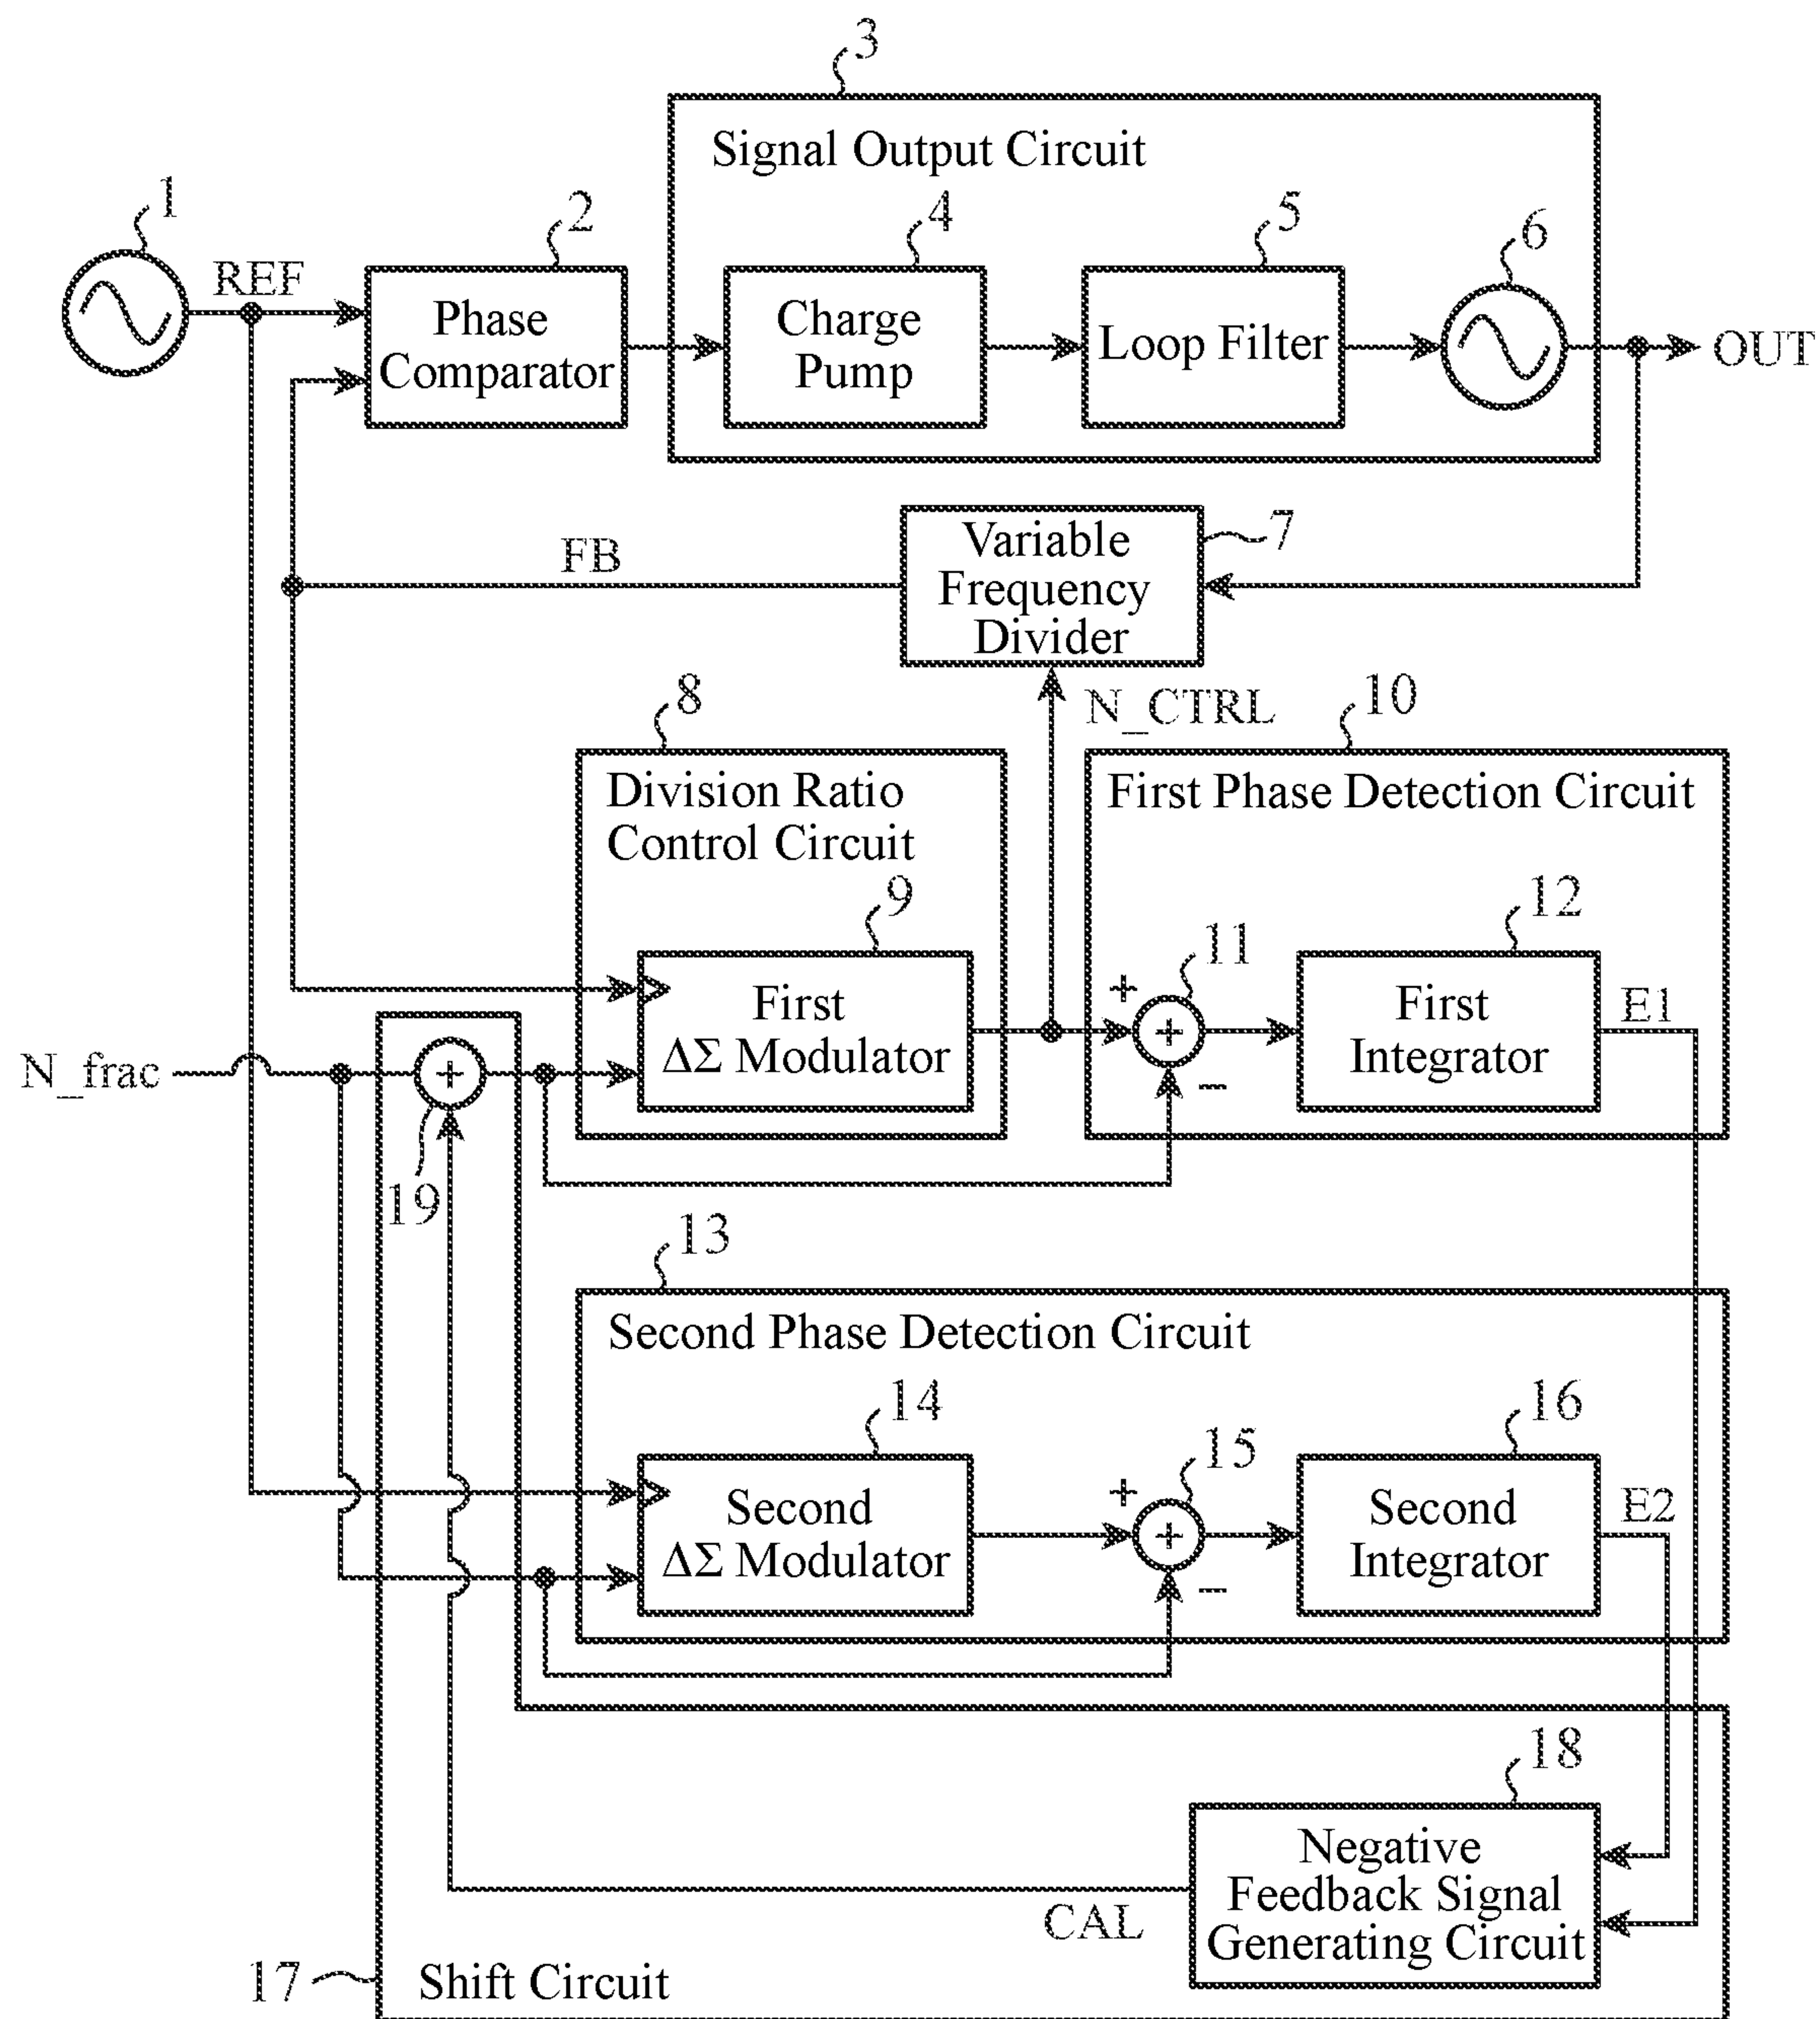 3
Signal Output Circuit
1
2
4
5
6
REF
Phase
Comparator
Charge
Pump
Loop Filter
OUT
Variable
Frequency
Divider
7
FB
N_CTRL
8
10
Division Ratio
Control Circuit
First Phase Detection Circuit
9
11
12
First
ΔΣ Modulator
+
+
−
First
Integrator
E1
N_frac
+
19
13
Second Phase Detection Circuit
14
15
16
Second
ΔΣ Modulator
+
+
−
Second
Integrator
E2
18
Negative
Feedback Signal
Generating Circuit
CAL
17
Shift Circuit